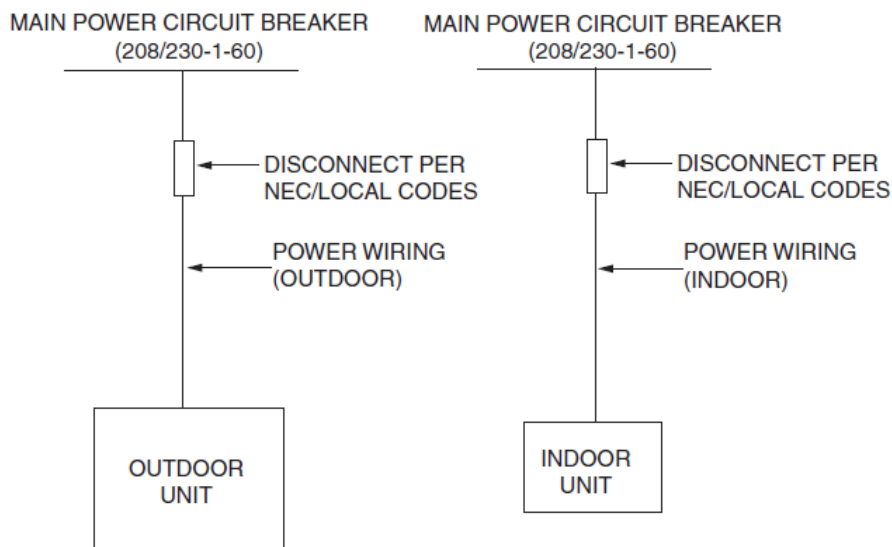 MAIN POWER CIRCUIT BREAKER
(208/230-1-60)
DISCONNECT PER
NEC/LOCAL CODES
POWER WIRING
(OUTDOOR)
OUTDOOR
UNIT
MAIN POWER CIRCUIT BREAKER
(208/230-1-60)
DISCONNECT PER
NEC/LOCAL CODES
POWER WIRING
(INDOOR)
INDOOR
UNIT